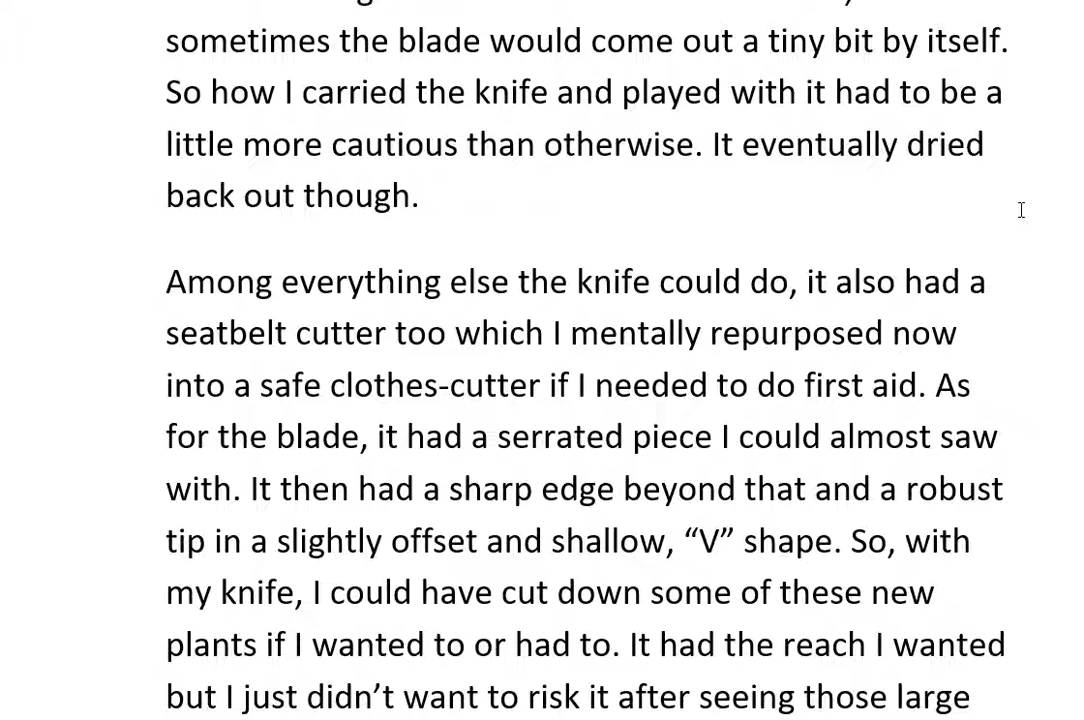 sometimes the blade would come out a tiny bit by itself.
So how I carried the knife and played with it had to be a
little more cautious than otherwise. It eventually dried
back out though.
Among everything else the knife could do, it also had a
seatbelt cutter too which I mentally repurposed now
into a safe clothes-cutter if I needed to do first aid. As
for the blade, it had a serrated piece I could almost saw
with. It then had a sharp edge beyond that and a robust
tip in a slightly offset and shallow, “V” shape. So, with
my knife, I could have cut down some of these new
plants if I wanted to or had to. It had the reach I wanted
but I just didn’t want to risk it after seeing those large